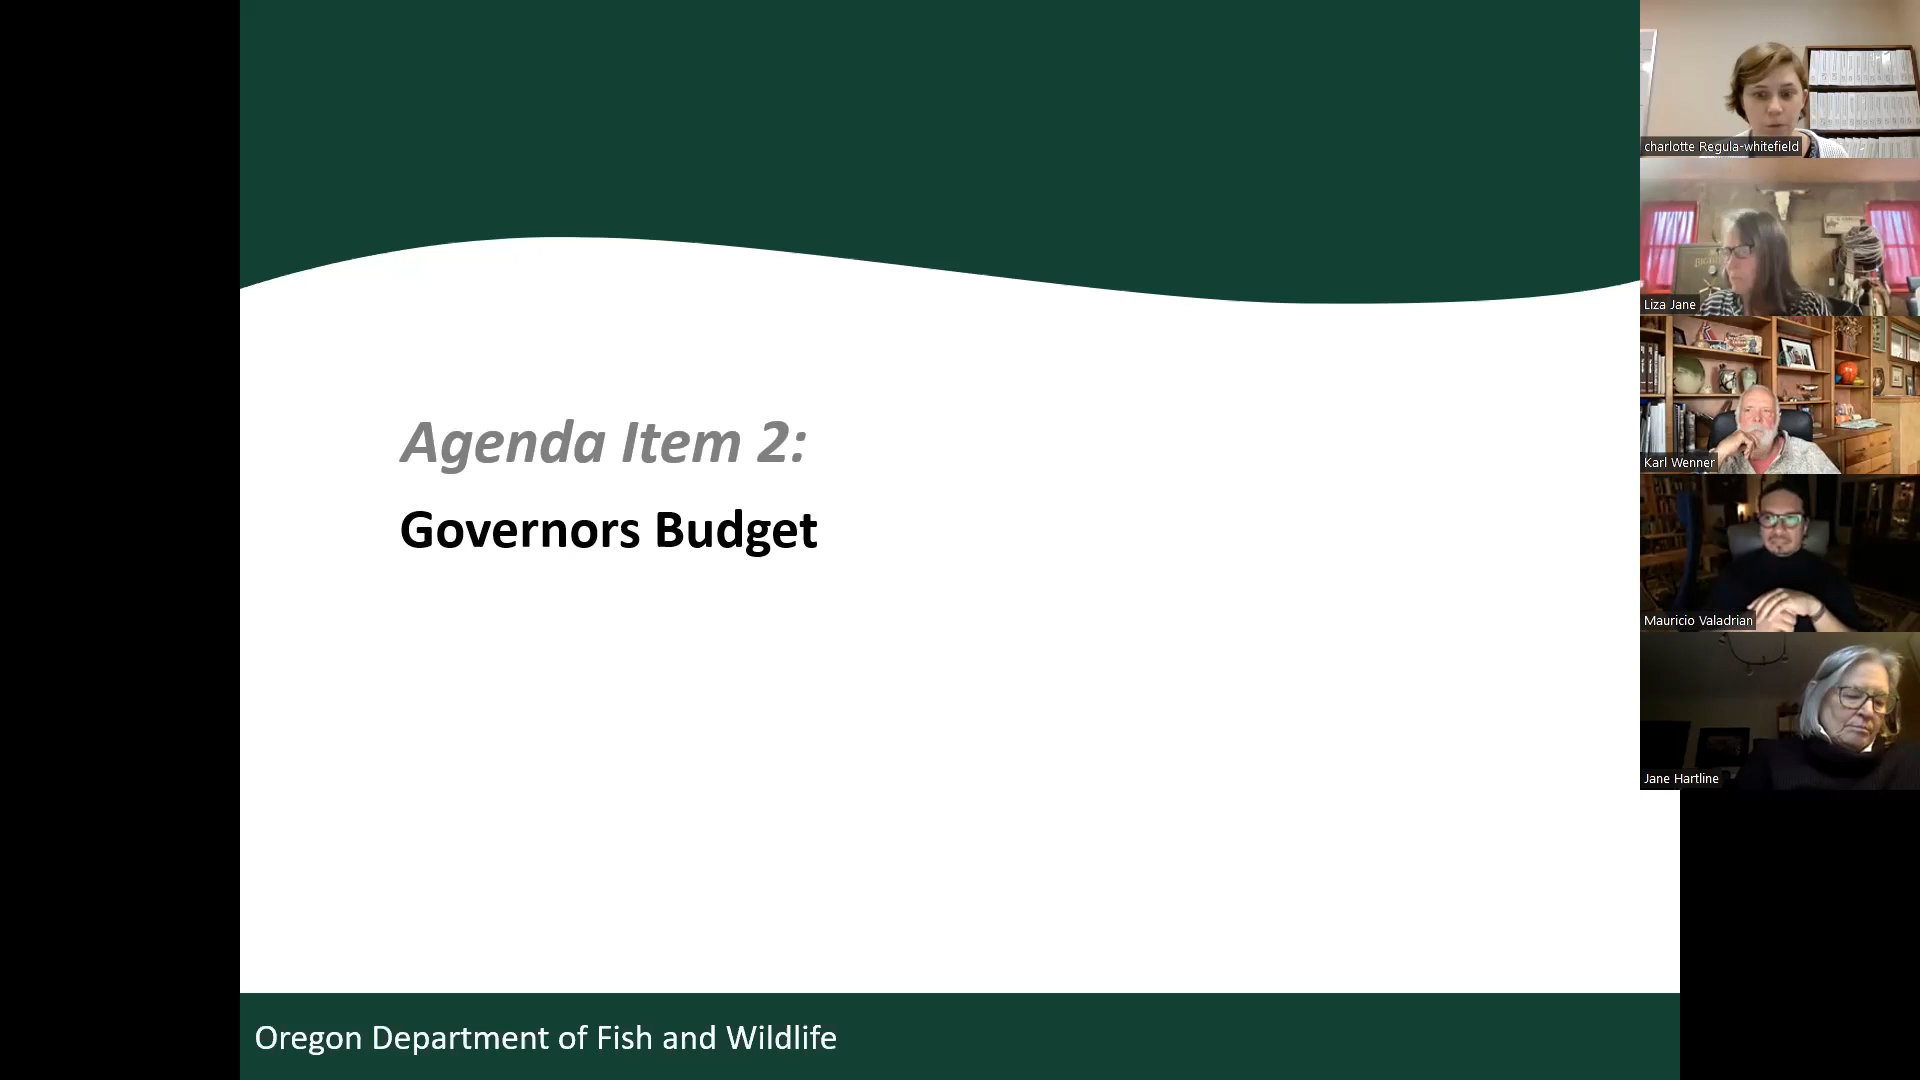 Agenda Item 2:
Governors Budget
Oregon Department of Fish and Wildlife
charlotte Regula-whitefield
Liza Jane
Karl Wenner
Mauricio Valadrian
Jane Hartline